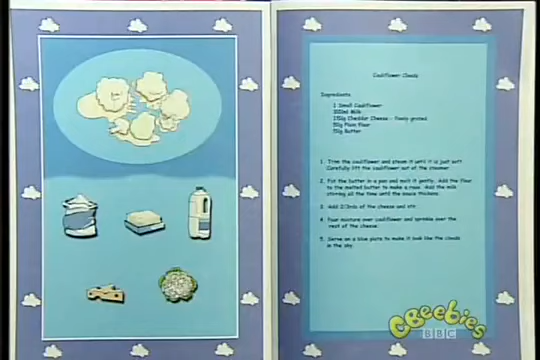 Cauliflower Clouds
Ingredients
1 Small Cauliflower
300ml Milk
150g Cheddar Cheese - finely grated
50g Plain flour
50g Butter
1. Trim the cauliflower and steam it until it is just soft.
Carefully lift the cauliflower out of the steamer.
2. Put the butter in a pan and melt it gently. Add the flour
to the melted butter to make a roux. Add the milk
stirring all the time until the sauce thickens.
3. Add 2/3rds of the cheese and stir.
4. Pour mixture over cauliflower and sprinkle over the
rest of the cheese.
5. Serve on a blue plate to make it look like the clouds
in the sky.
CBeebies
BBC